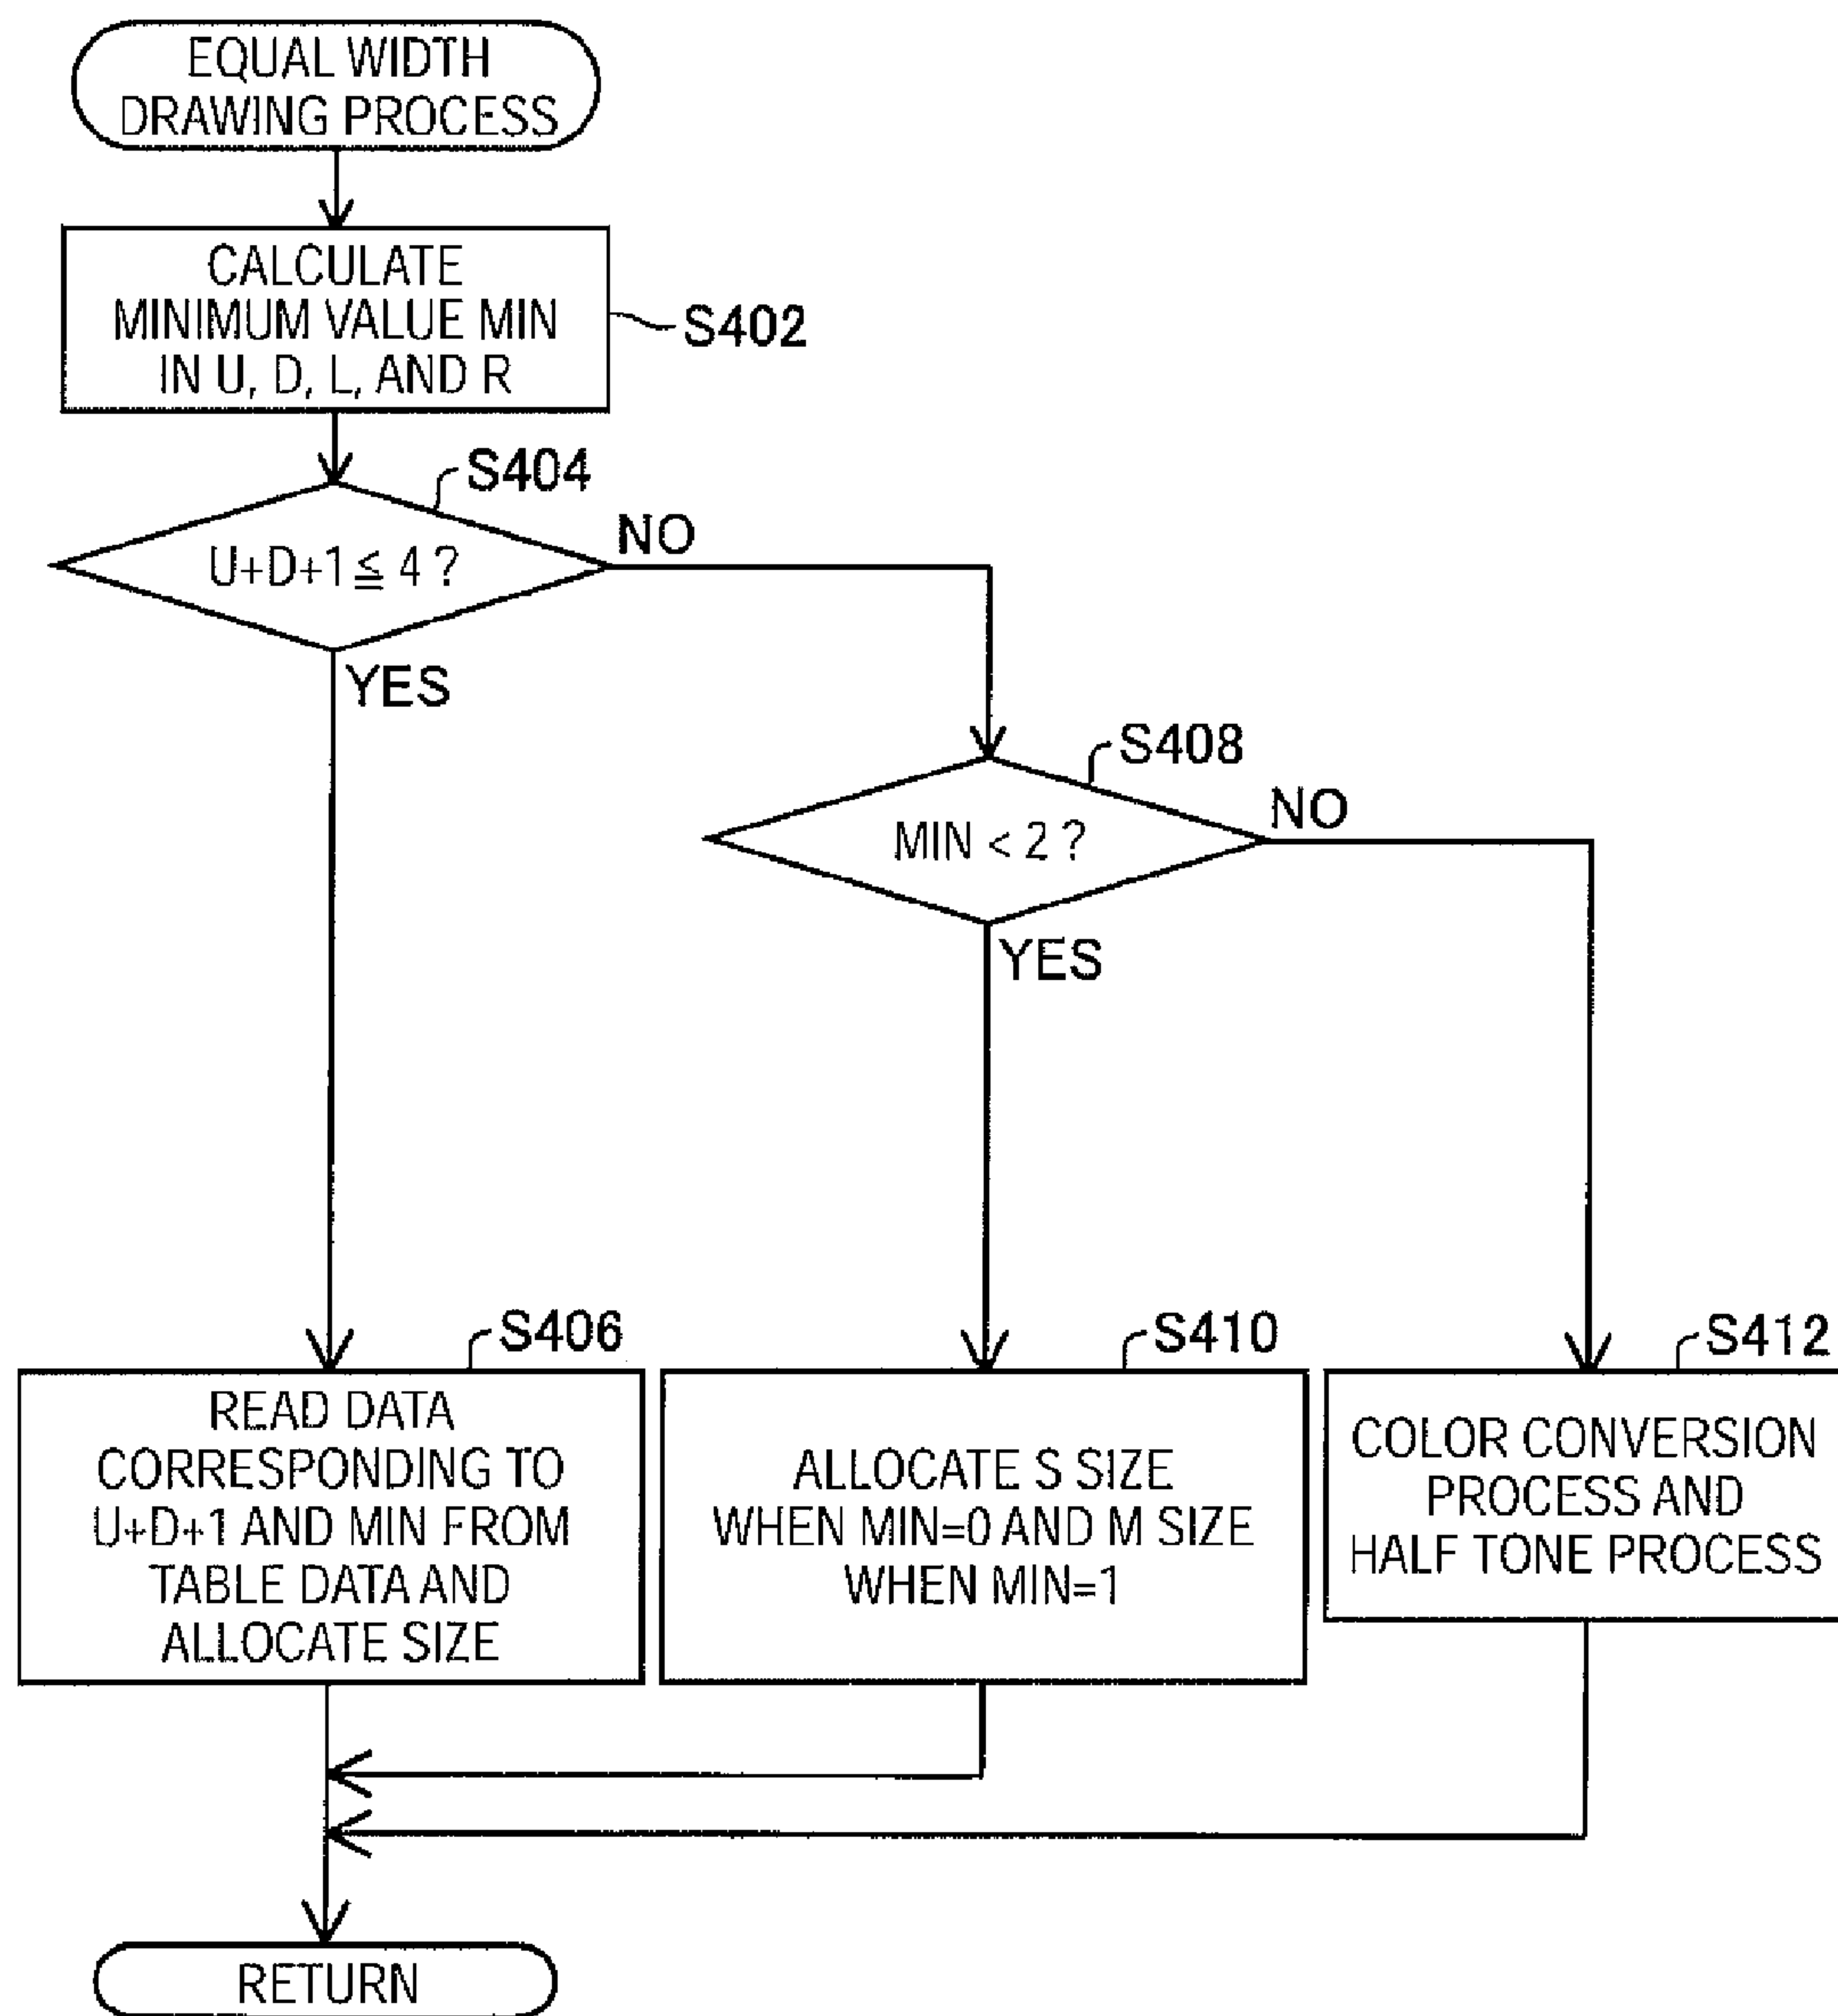 EQUAL WIDTH
DRAWING PROCESS
CALCULATE
MINIMUM VALUE MIN
IN U, D, L, AND R
S402
S404
U+D+1≦4?
NO
YES
S408
MIN < 2 ?
NO
YES
S406
READ DATA
CORRESPONDING TO
U+D+1 AND MIN FROM
TABLE DATA AND
ALLOCATE SIZE
S410
ALLOCATE S SIZE
WHEN MIN=0 AND M SIZE
WHEN MIN=1
S412
COLOR CONVERSION
PROCESS AND
HALF TONE PROCESS
RETURN